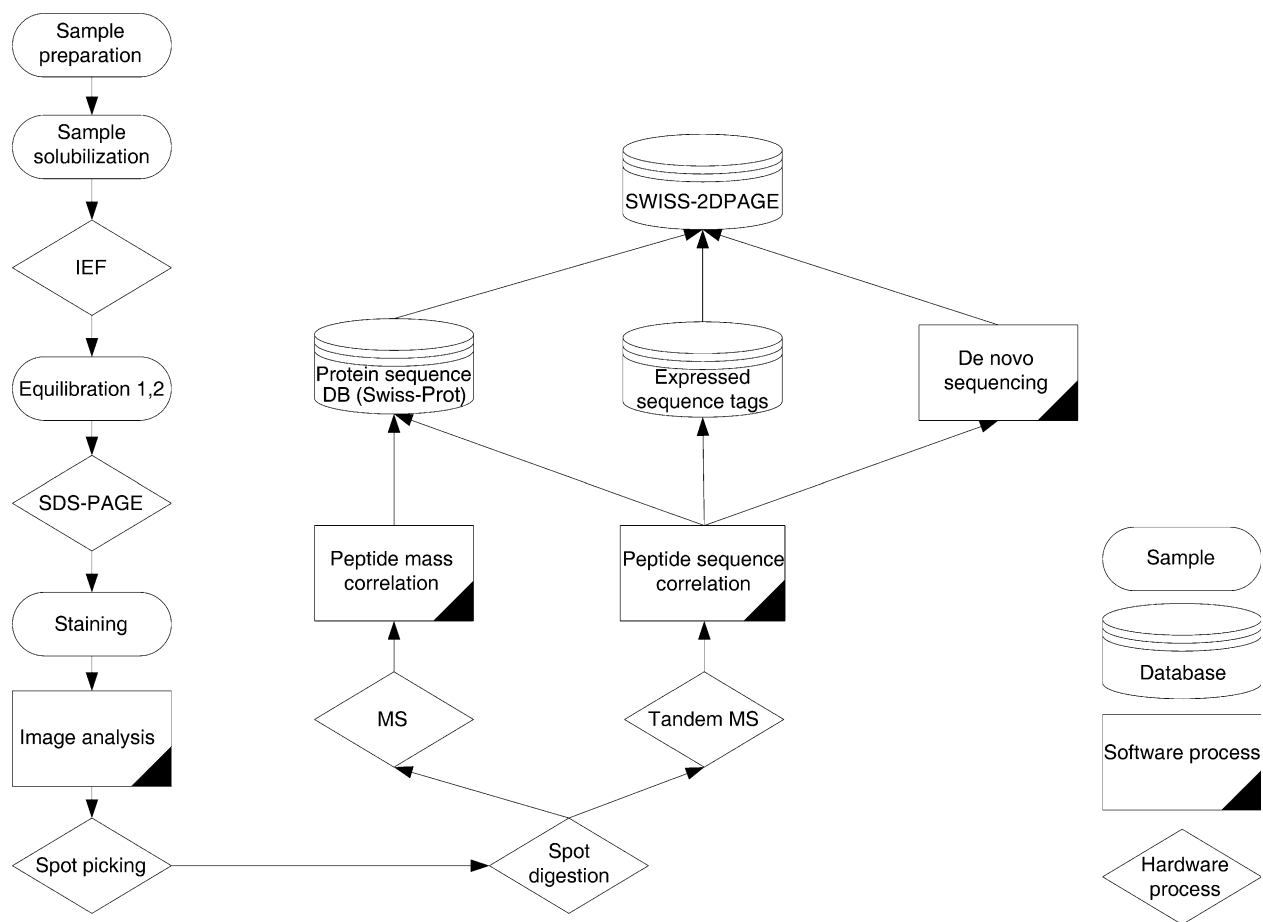 Sample
preparation
Sample
solubilization
IEF
Equilibration 1,2
SDS-PAGE
Staining
Image analysis
Spot picking
Spot
digestion
MS
Tandem MS
Peptide mass
correlation
Peptide sequence
correlation
Protein sequence
DB (Swiss-Prot)
Expressed
sequence tags
De novo
sequencing
SWISS-2DPAGE
Sample
Database
Software process
Hardware
process